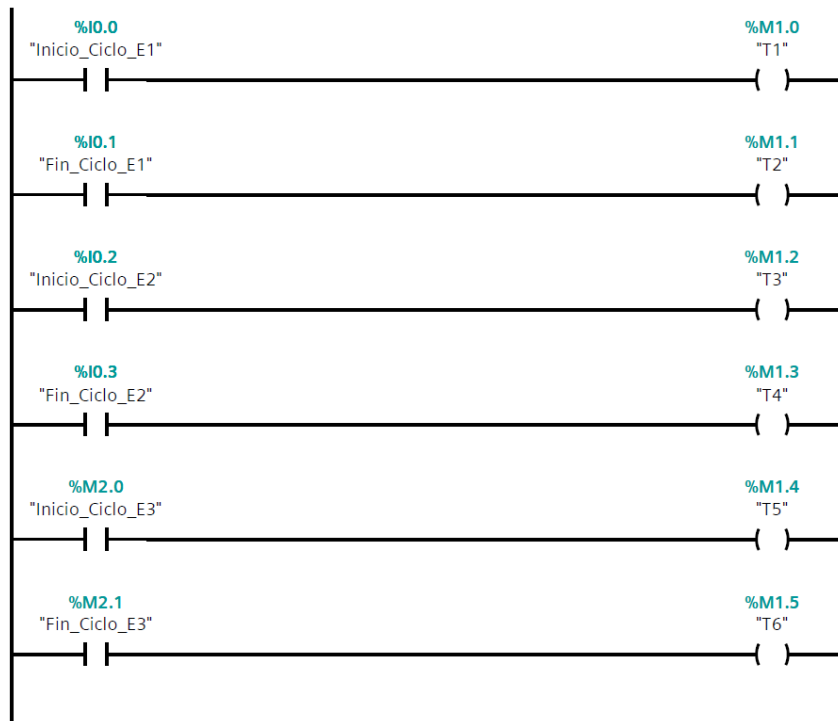 %I0.0
"Inicio_Ciclo_E1"
%M1.0
"T1"
%I0.1
"Fin_Ciclo_E1"
%M1.1
"T2"
%I0.2
"Inicio_Ciclo_E2"
%M1.2
"T3"
%I0.3
"Fin_Ciclo_E2"
%M1.3
"T4"
%M2.0
"Inicio_Ciclo_E3"
%M1.4
"T5"
%M2.1
"Fin_Ciclo_E3"
%M1.5
"T6"